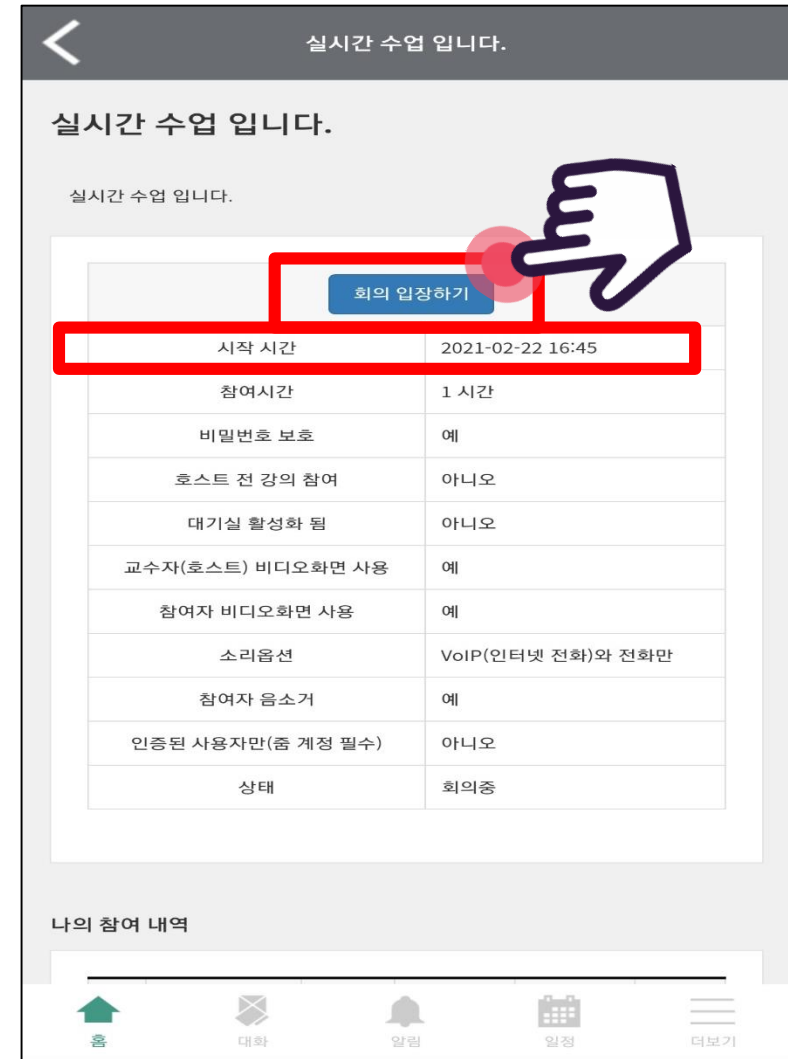 실시간 수업 입니다.
실시간 수업 입니다.
실시간 수업 입니다.
회의 입장하기
시작 시간 2021-02-22 16:45
참여시간 1 시간
비밀번호 보호 예
호스트 전 강의 참여 아니오
대기실 활성화 됨 아니오
교수자(호스트) 비디오화면 사용 예
참여자 비디오화면 사용 예
소리옵션 VoIP(인터넷 전화)와 전화만
참여자 음소거 예
인증된 사용자만(줌 계정 필수) 아니오
상태 회의중
나의 참여 내역
홈 대화 알림 일정 더보기